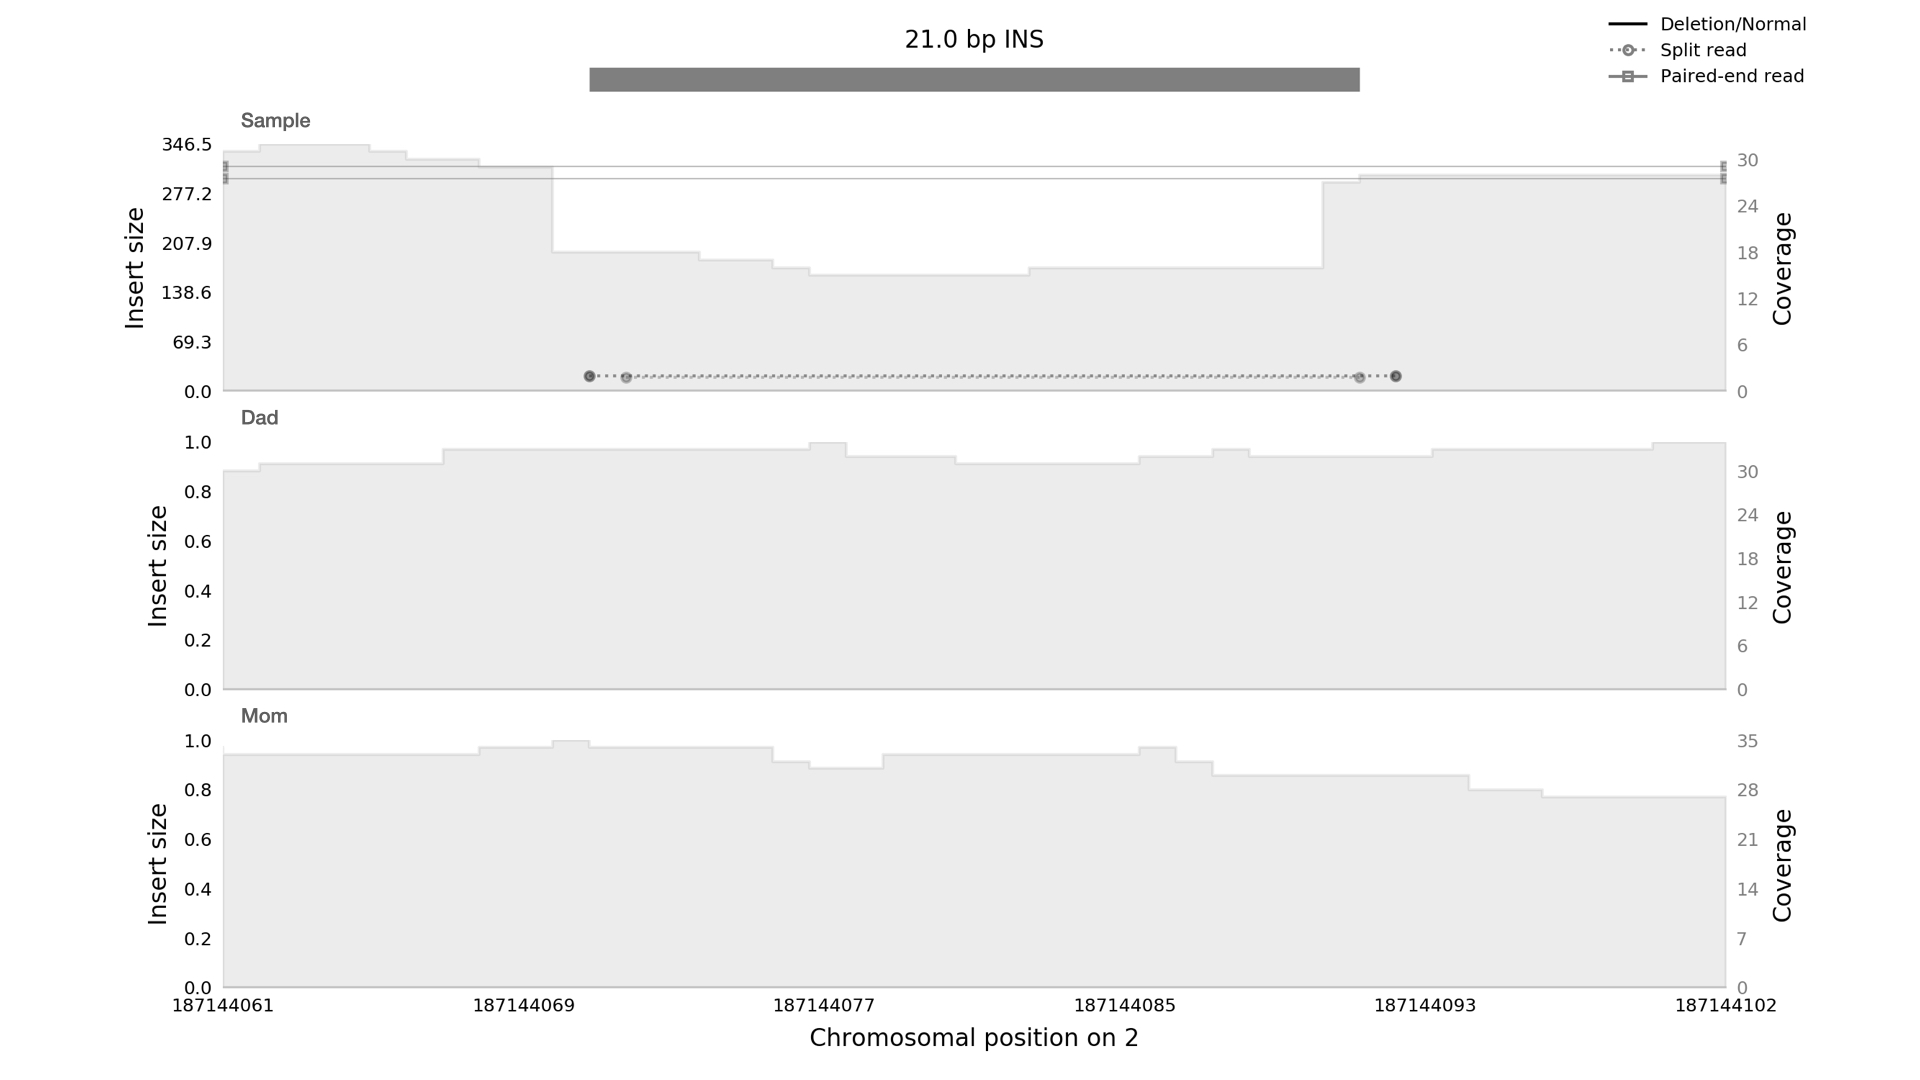 21.0 bp INS
Deletion/Normal
Split read
Paired-end read
Sample
346.5
277.2
207.9
138.6
69.3
0.0
Insert size
30
24
18
12
6
0
Coverage
Dad
1.0
0.8
0.6
0.4
0.2
0.0
Insert size
30
24
18
12
6
0
Coverage
Mom
1.0
0.8
0.6
0.4
0.2
0.0
Insert size
35
28
21
14
7
0
Coverage
187144061 187144069 187144077 187144085 187144093 187144102
Chromosomal position on 2